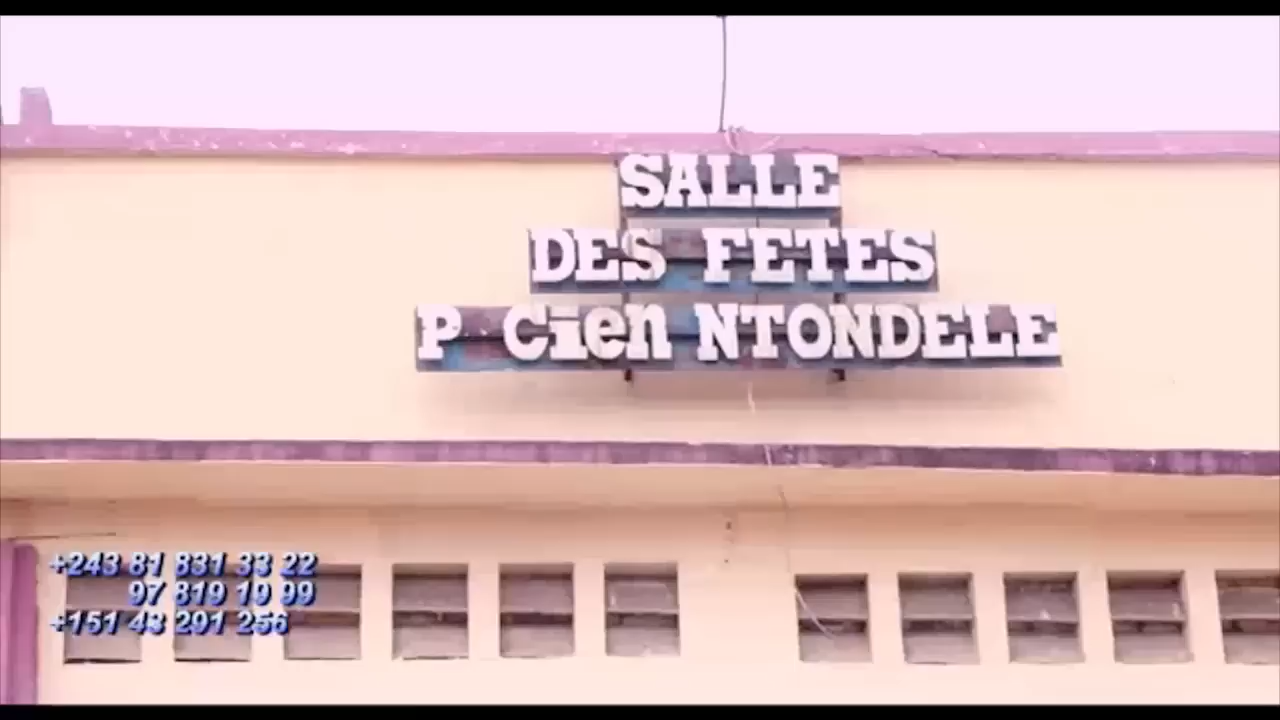 SALLE
DES FETES
P Cien NTONDELE
+243 81 831 33 22
97 819 19 99
+151 43 291 256